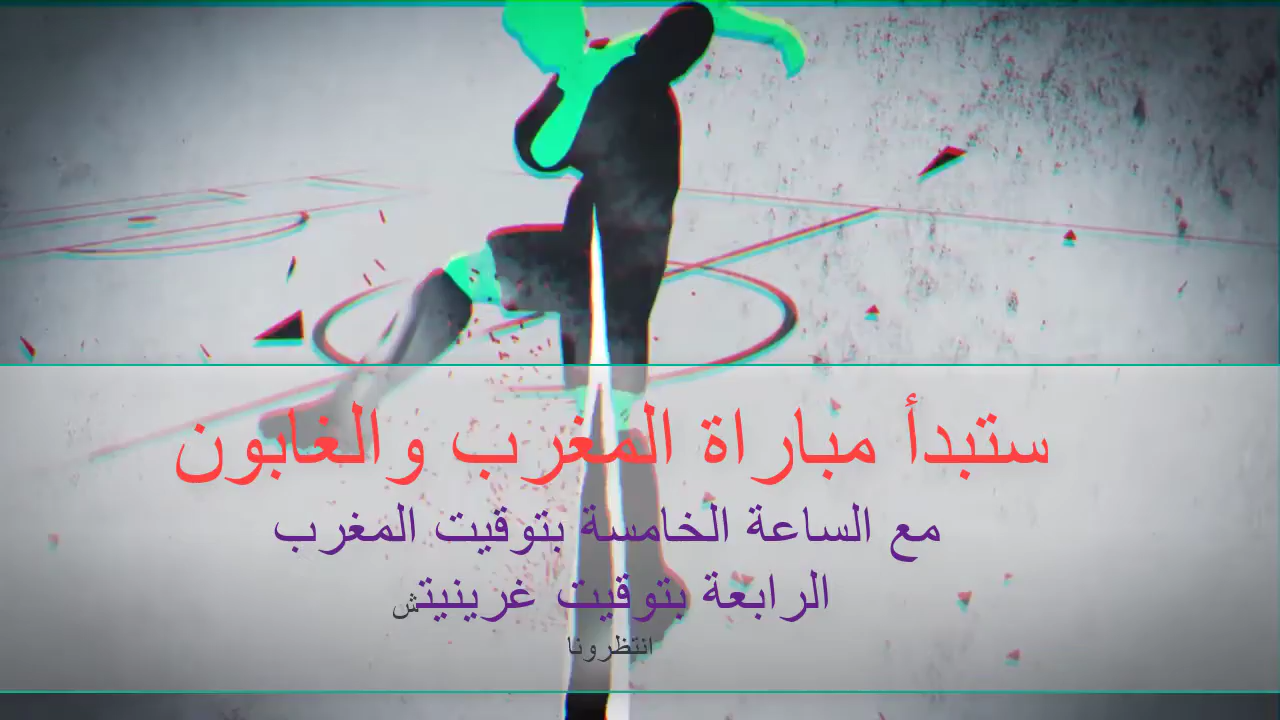 ستبدأ مباراة المغرب والغابون
مع الساعة الخامسة بتوقيت المغرب
الرابعة بتوقيت غرينيتش
انتظرونا